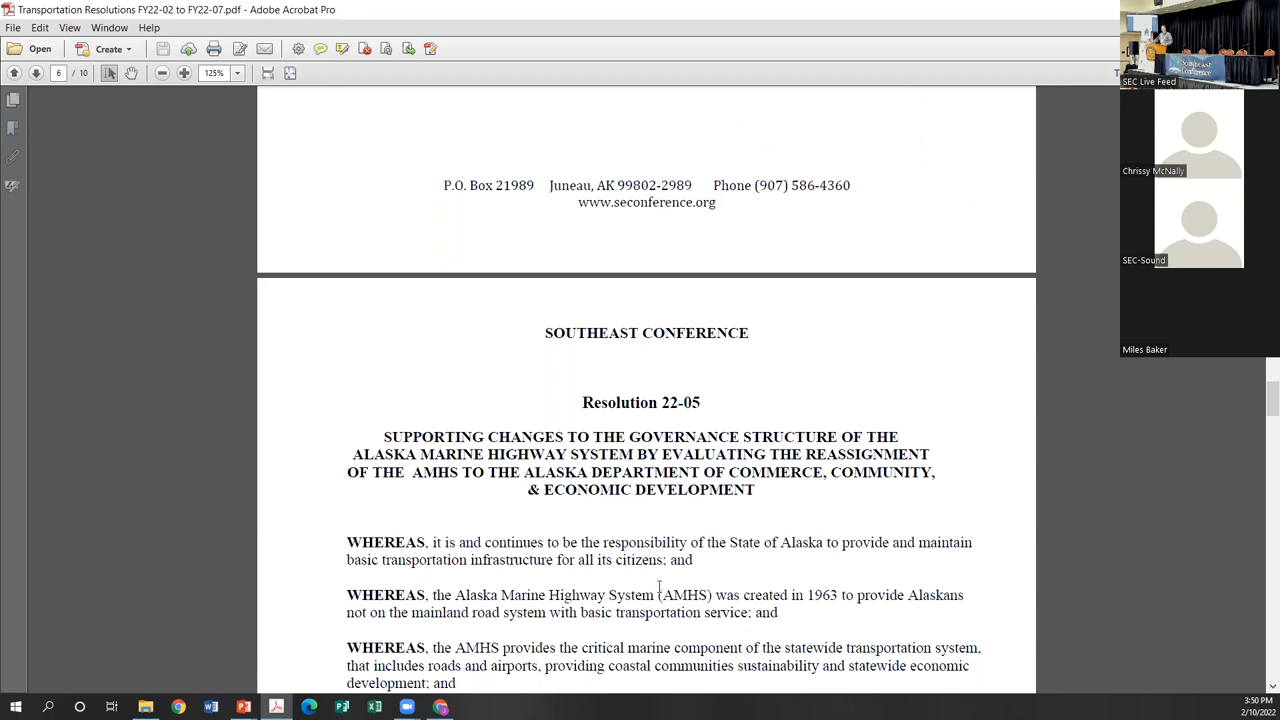 Transportation Resolutions FY22-02 to FY22-07.pdf - Adobe Acrobat Pro
File Edit View Window Help
Open Create
6 / 10 125%
P.O. Box 21989 Juneau, AK 99802-2989 Phone (907) 586-4360
www.seconference.org
SOUTHEAST CONFERENCE
Resolution 22-05
SUPPORTING CHANGES TO THE GOVERNANCE STRUCTURE OF THE
ALASKA MARINE HIGHWAY SYSTEM BY EVALUATING THE REASSIGNMENT
OF THE AMHS TO THE ALASKA DEPARTMENT OF COMMERCE, COMMUNITY,
& ECONOMIC DEVELOPMENT
WHEREAS, it is and continues to be the responsibility of the State of Alaska to provide and maintain
basic transportation infrastructure for all its citizens; and
WHEREAS, the Alaska Marine Highway System (AMHS) was created in 1963 to provide Alaskans
not on the mainland road system with basic transportation service; and
WHEREAS, the AMHS provides the critical marine component of the statewide transportation system,
that includes roads and airports, providing coastal communities sustainability and statewide economic
development; and
Southeast
Conference
SEC Live Feed
Chrissy McNally
SEC-Sound
Miles Baker
3:50 PM
2/10/2022